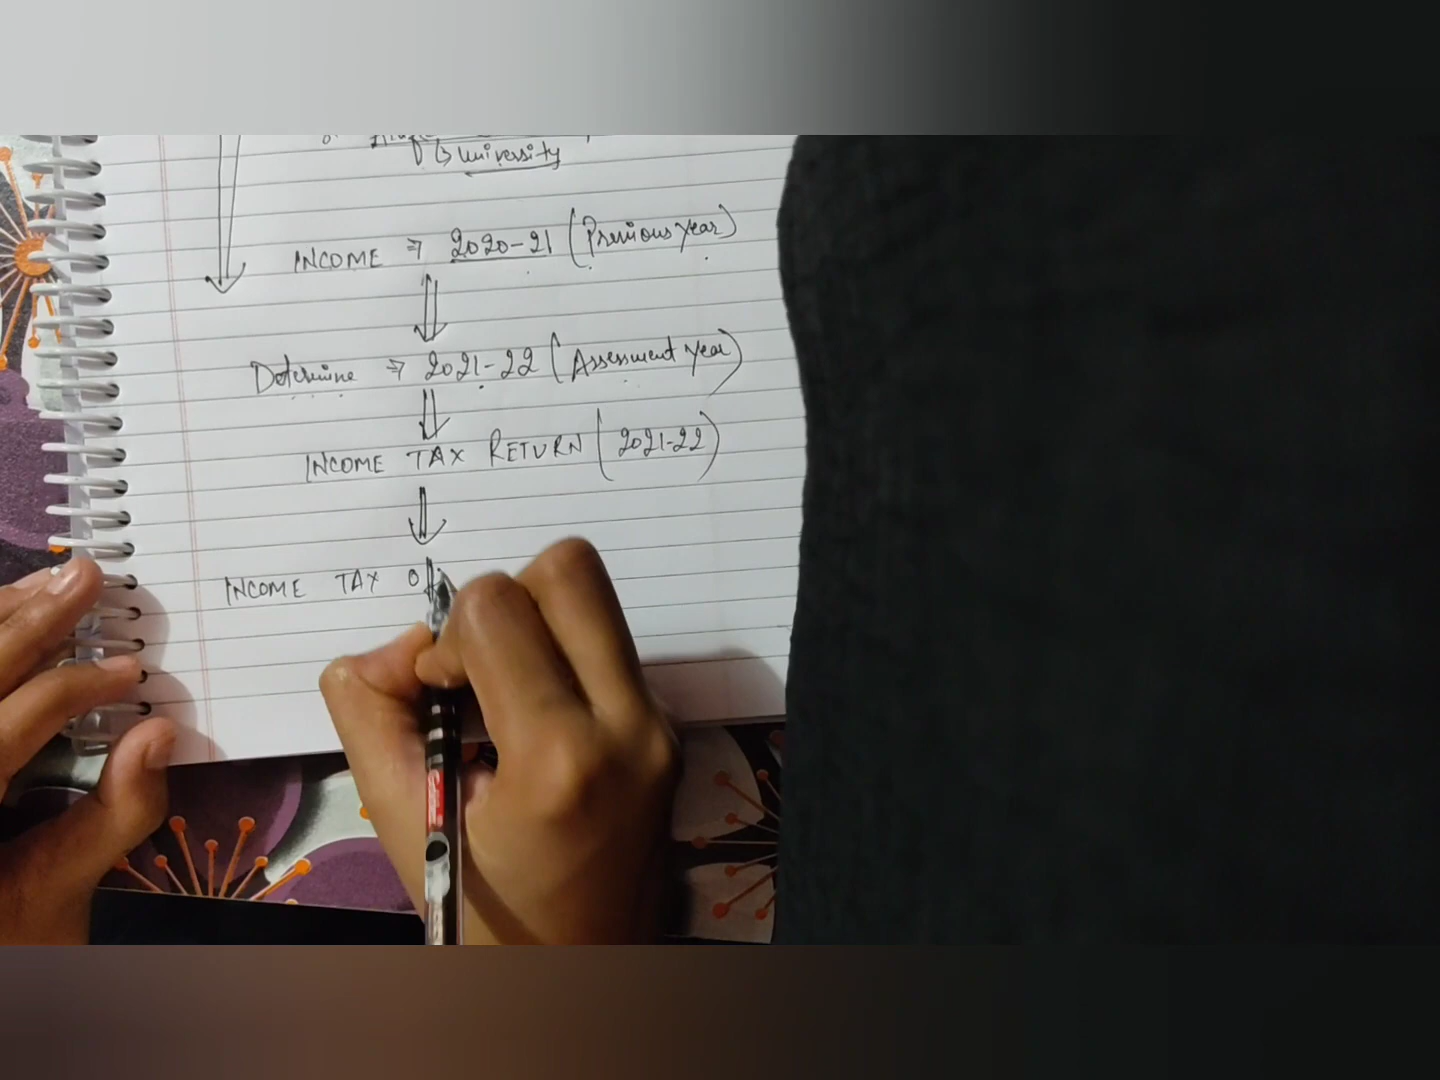 ↳ University
INCOME ⇒ 2020-21 (Previous year)
Determine ⇒ 2021-22 (Assessment year)
INCOME TAX RETURN (2021-22)
INCOME TAX